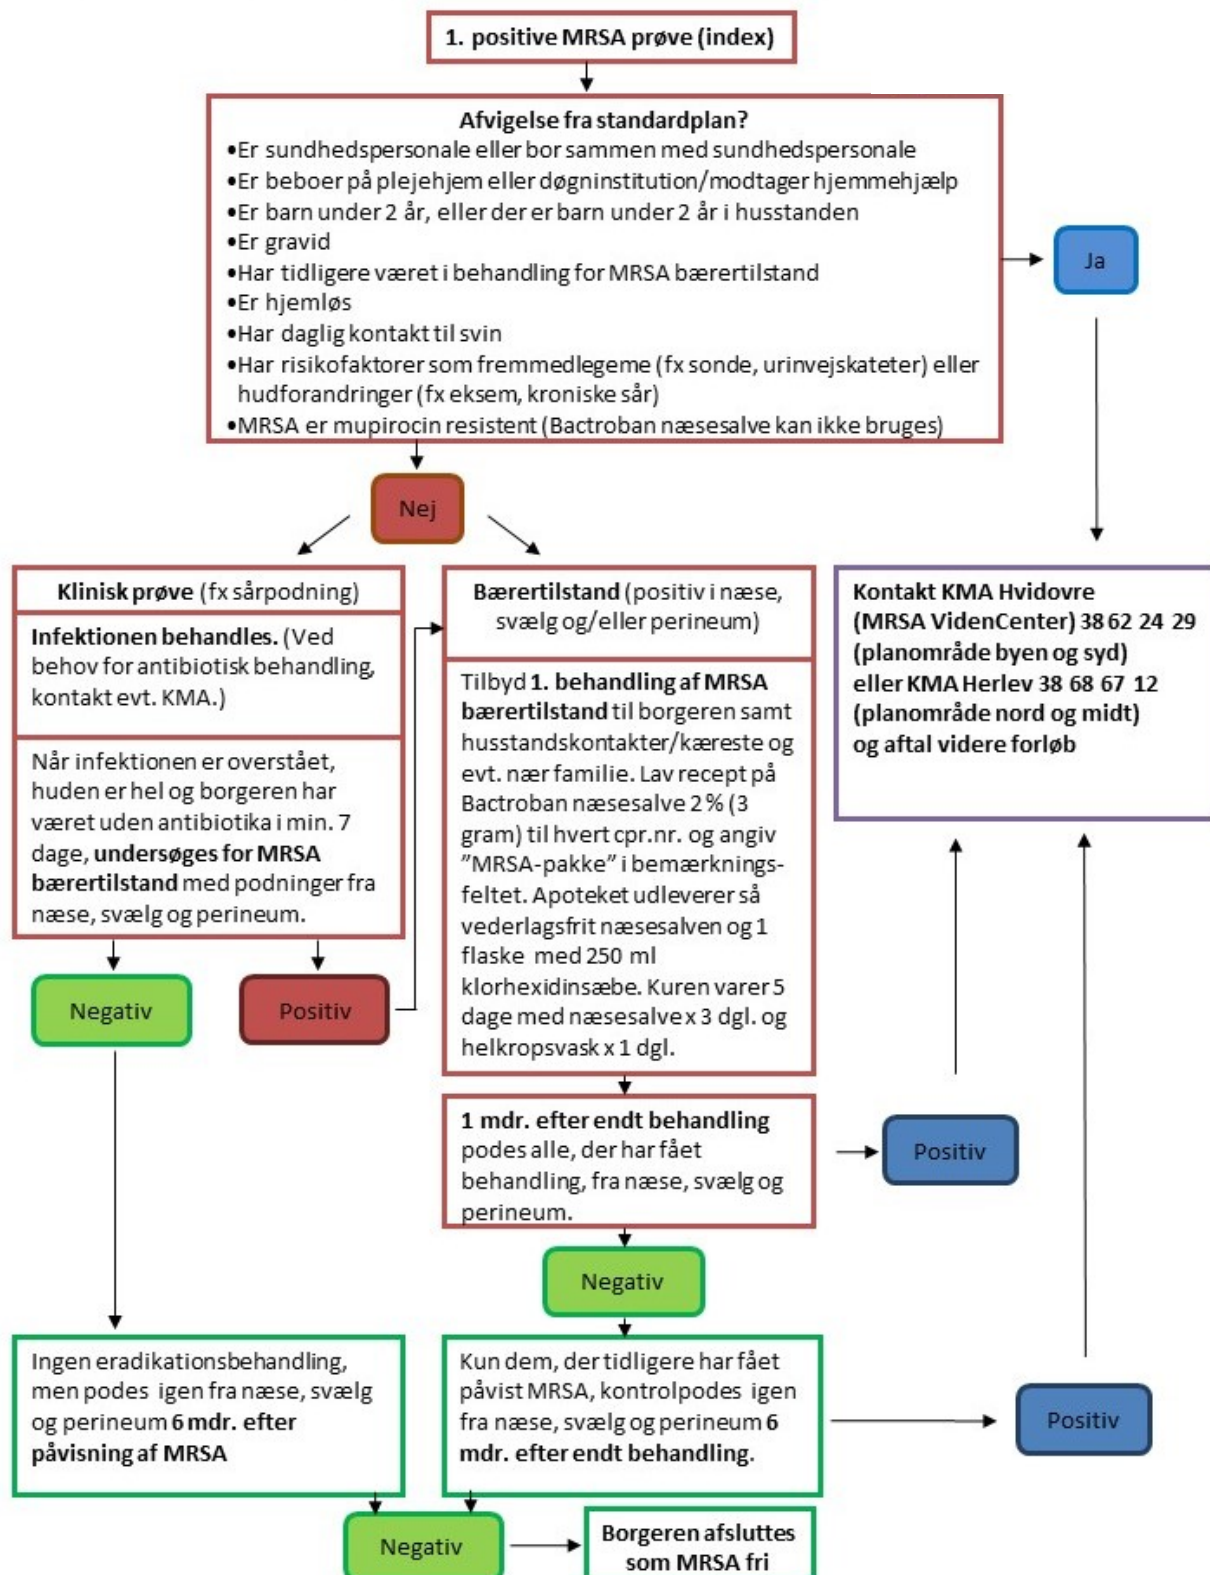 1. positive MRSA prøve (index)
Afvigelse fra standardplan?
•Er sundhedspersonale eller bor sammen med sundhedspersonale
•Er beboer på plejehjem eller døgninstitution/modtager hjemmehjælp
•Er barn under 2 år, eller der er barn under 2 år i husstanden
•Er gravid
•Har tidligere været i behandling for MRSA bærertilstand
•Er hjemløs
•Har daglig kontakt til svin
•Har risikofaktorer som fremmedlegeme (fx sonde, urinvejskateter) eller
hudforandringer (fx eksem, kroniske sår)
•MRSA er mupirocin resistent (Bactroban næsesalve kan ikke bruges)
Ja
Nej
Klinisk prøve (fx sårpodning)
Infektionen behandles. (Ved
behov for antibiotisk behandling,
kontakt evt. KMA.)
Når infektionen er overstået,
huden er hel og borgeren har
været uden antibiotika i min. 7
dage, undersøges for MRSA
bærertilstand med podninger fra
næse, svælg og perineum.
Negativ
Positiv
Bærertilstand (positiv i næse,
svælg og/eller perineum)
Tilbyd 1. behandling af MRSA
bærertilstand til borgeren samt
husstandskontakter/kæreste og
evt. nær familie. Lav recept på
Bactroban næsesalve 2 % (3
gram) til hvert cpr.nr. og angiv
”MRSA-pakke” i bemærknings-
feltet. Apoteket udleverer så
vederlagsfrit næsesalven og 1
flaske med 250 ml
klorhexidinsæbe. Kuren varer 5
dage med næsesalve x 3 dgl. og
helkropsvask x 1 dgl.
Kontakt KMA Hvidovre
(MRSA VidenCenter) 38 62 24 29
(planområde byen og syd)
eller KMA Herlev 38 68 67 12
(planområde nord og midt)
og aftal videre forløb
1 mdr. efter endt behandling
podes alle, der har fået
behandling, fra næse, svælg og
perineum.
Positiv
Negativ
Ingen eradikationsbehandling,
men podes igen fra næse, svælg
og perineum 6 mdr. efter
påvisning af MRSA
Kun dem, der tidligere har fået
påvist MRSA, kontrolpodes igen
fra næse, svælg og perineum 6
mdr. efter endt behandling.
Positiv
Negativ
Borgeren afsluttes
som MRSA fri